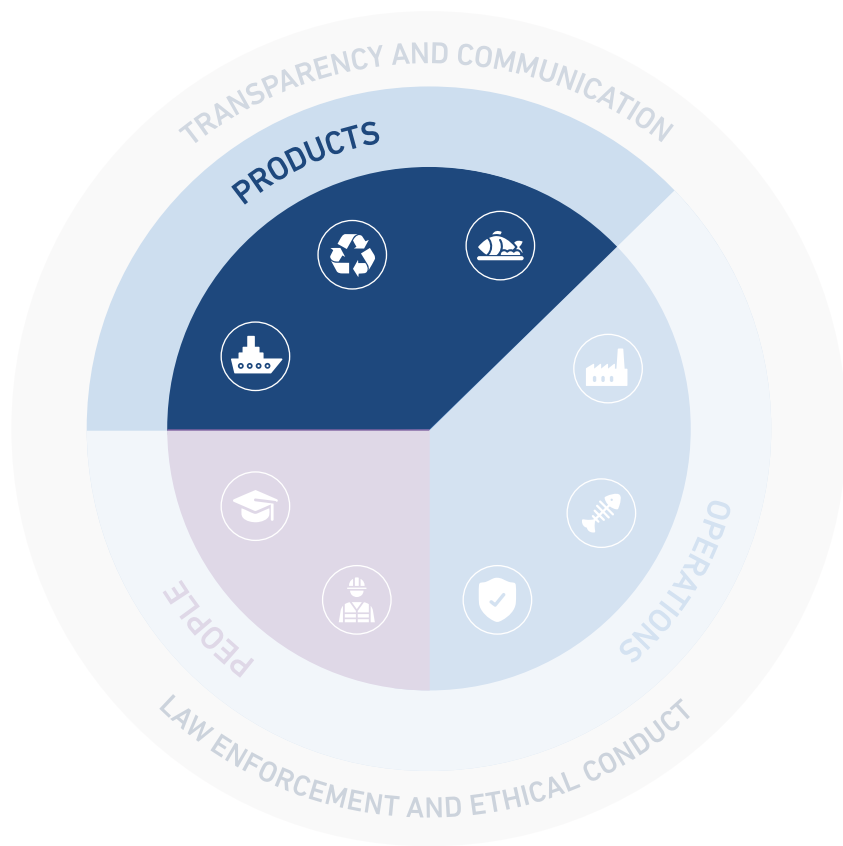 TRANSPARENCY AND COMMUNICATION
PRODUCTS
OPERATIONS
PEOPLE
LAW ENFORCEMENT AND ETHICAL CONDUCT